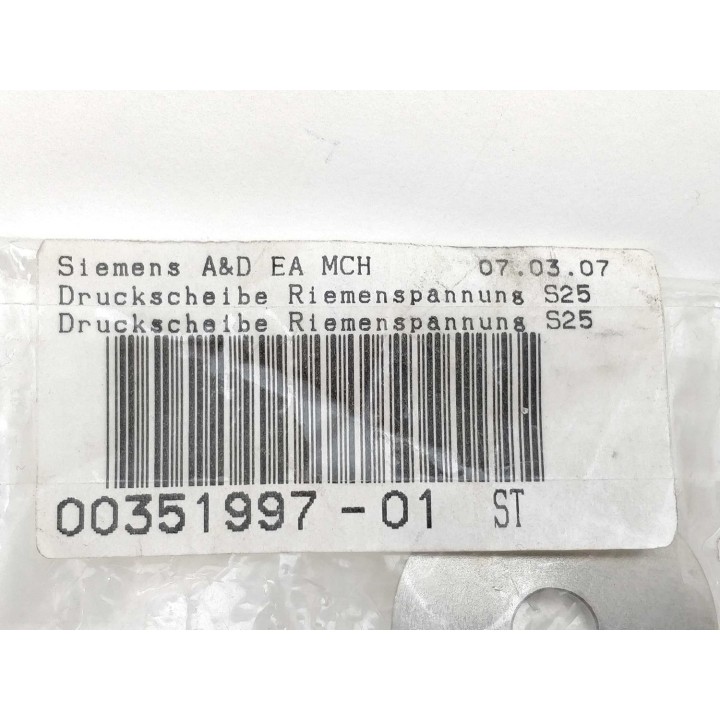 Siemens A&D EA MCH 07.03.07
Druckscheibe Riemenspannung S25
Druckscheibe Riemenspannung S25
00351997-01 ST